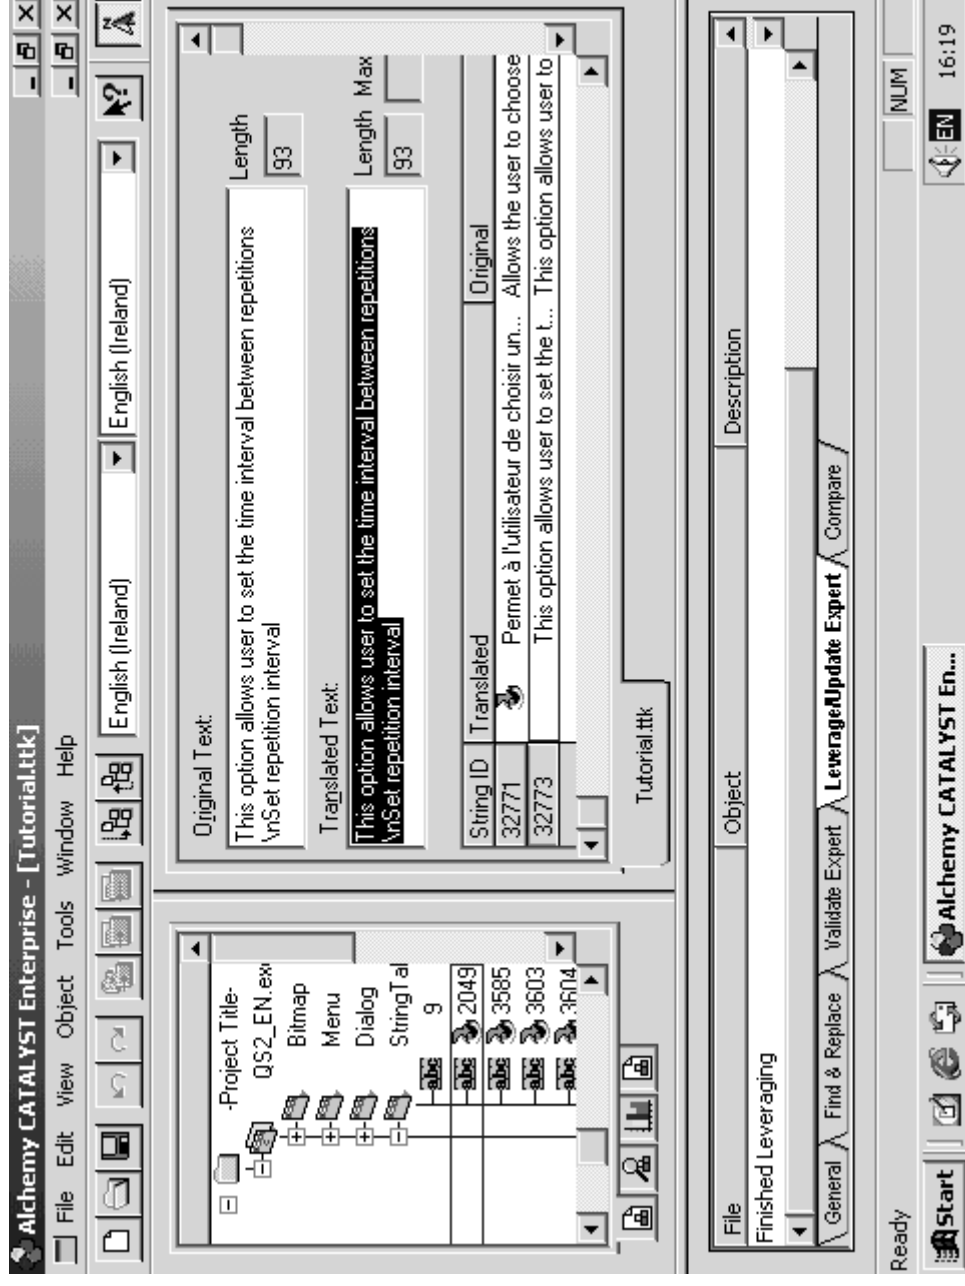 Alchemy CATALYST Enterprise - [Tutorial.ttk]
File Edit View Object Tools Window Help
English (Ireland) English (Ireland)
-Project Title-
QS2_EN.ex
Bitmap
Menu
Dialog
StringTal
abc 9
abc 2049
abc 3585
abc 3603
abc 3604
Original Text:
Length
This option allows user to set the time interval between repetitions
\nSet repetition interval
93
Translated Text:
Length Max
This option allows user to set the time interval between repetitions
\nSet repetition interval
93
String ID Translated Original
32771 Permet à l'utilisateur de choisir un... Allows the user to choose
32773 This option allows user to set the t... This option allows user to
Tutorial.ttk
File Object Description
Finished Leveraging
General Find & Replace Validate Expert Leverage/Update Expert Compare
Ready NUM
Start Alchemy CATALYST En... EN 16:19